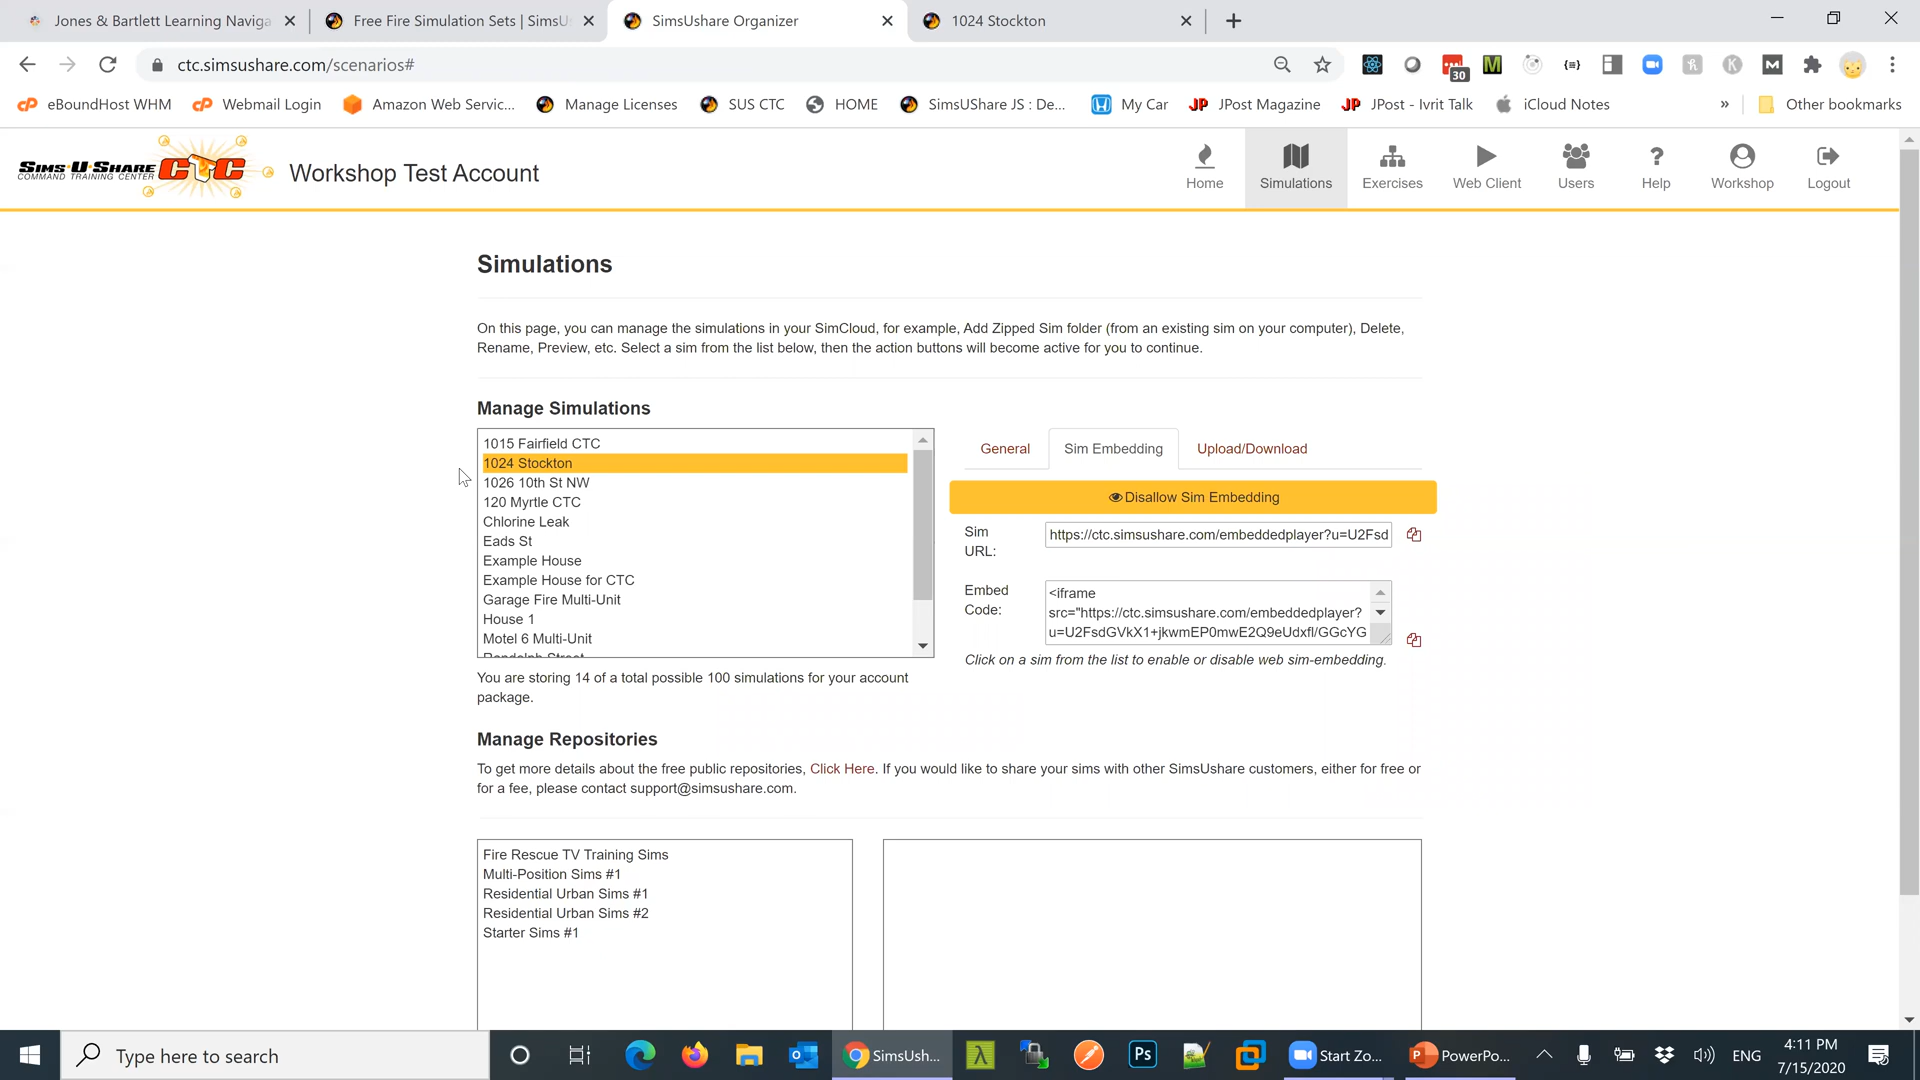 Jones & Bartlett Learning Naviga
Free Fire Simulation Sets | SimsU
SimsUshare Organizer
1024 Stockton
ctc.simsushare.com/scenarios#
30
eBoundHost WHM
Webmail Login
Amazon Web Servic...
Manage Licenses
SUS CTC
HOME
SimsUShare JS : De...
My Car
JPost Magazine
JPost - Ivrit Talk
iCloud Notes
»
Other bookmarks
SIMS-U-SHARE
COMMAND TRAINING CENTER
CTC
Workshop Test Account
Home
Simulations
Exercises
Web Client
Users
Help
Workshop
Logout
Simulations
On this page, you can manage the simulations in your SimCloud, for example, Add Zipped Sim folder (from an existing sim on your computer), Delete,
Rename, Preview, etc. Select a sim from the list below, then the action buttons will become active for you to continue.
Manage Simulations
1015 Fairfield CTC
1024 Stockton
1026 10th St NW
120 Myrtle CTC
Chlorine Leak
Eads St
Example House
Example House for CTC
Garage Fire Multi-Unit
House 1
Motel 6 Multi-Unit
Randolph Street
You are storing 14 of a total possible 100 simulations for your account
package.
General
Sim Embedding
Upload/Download
Disallow Sim Embedding
Sim
URL:
https://ctc.simsushare.com/embeddedplayer?u=U2Fsd
Embed
Code:
<iframe
src="https://ctc.simsushare.com/embeddedplayer?
u=U2FsdGVkX1+jkwmEP0mwE2Q9eUdxfl/GGcYG
Click on a sim from the list to enable or disable web sim-embedding.
Manage Repositories
To get more details about the free public repositories, Click Here. If you would like to share your sims with other SimsUshare customers, either for free or
for a fee, please contact support@simsushare.com.
Fire Rescue TV Training Sims
Multi-Position Sims #1
Residential Urban Sims #1
Residential Urban Sims #2
Starter Sims #1
Type here to search
SimsUsh...
Start Zo...
PowerPo...
ENG
4:11 PM
7/15/2020